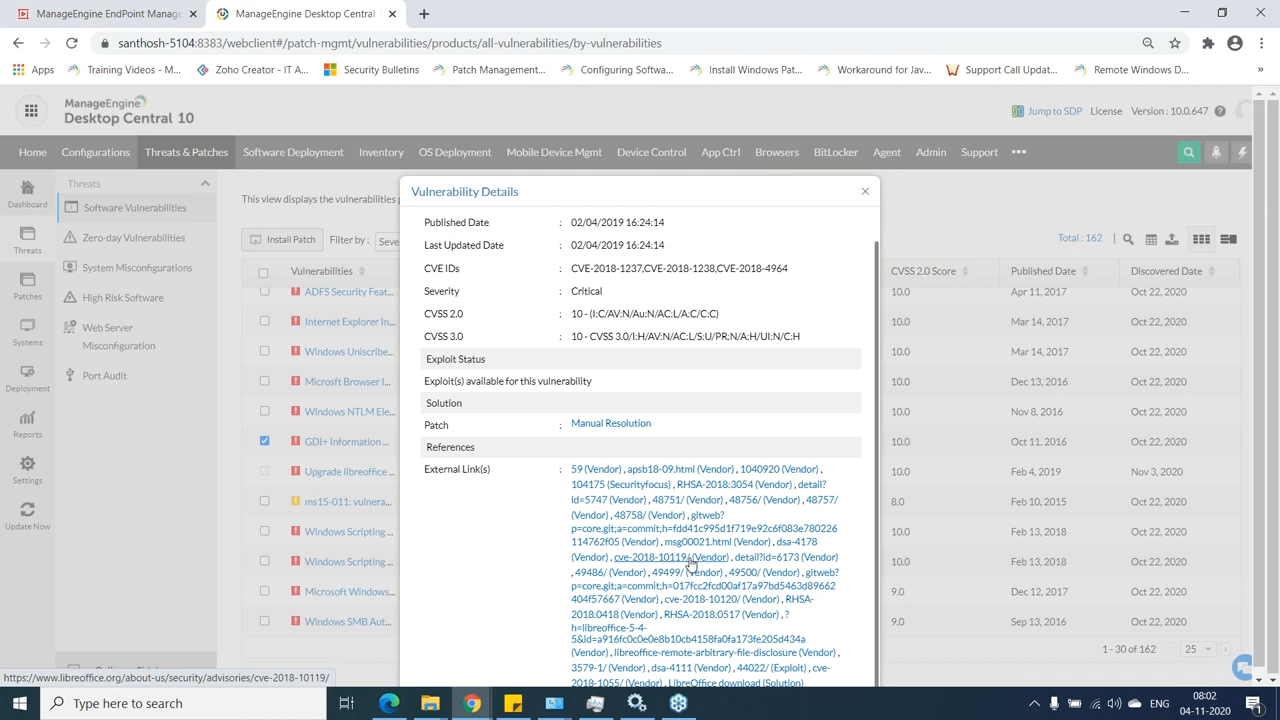 ManageEngine EndPoint Manage
ManageEngine Desktop Central 1
santhosh-5104:8383/webclient#/patch-mgmt/vulnerabilities/products/all-vulnerabilities/by-vulnerabilities
Apps Training Videos - M... Zoho Creator - IT A... Security Bulletins Patch Management... Configuring Softwa... Install Windows Pat... Workaround for Jav... Support Call Updat... Remote Windows D... »
ManageEngine
Desktop Central 10
Jump to SDP License Version : 10.0.647
Home Configurations Threats & Patches Software Deployment Inventory OS Deployment Mobile Device Mgmt Device Control App Ctrl Browsers BitLocker Agent Admin Support •••
Dashboard
Threats
Patches
Systems
Deployment
Reports
Settings
Update Now
Threats
Software Vulnerabilities
Zero-day Vulnerabilities
System Misconfigurations
High Risk Software
Web Server
Misconfiguration
Port Audit
This view displays the vulnerabilities
Install Patch Filter by : Seve
Total : 162
Vulnerabilities CVSS 2.0 Score Published Date Discovered Date
ADFS Security Feat... 10.0 Apr 11, 2017 Oct 22, 2020
Internet Explorer In... 10.0 Mar 14, 2017 Oct 22, 2020
Windows Uniscribe... 10.0 Mar 14, 2017 Oct 22, 2020
Microsft Browser I... 10.0 Dec 13, 2016 Oct 22, 2020
Windows NTLM Ele... 10.0 Nov 8, 2016 Oct 22, 2020
GDI+ Information ... 10.0 Oct 11, 2016 Oct 22, 2020
Upgrade libreoffice ... 10.0 Feb 4, 2019 Nov 3, 2020
ms15-011: vulnera... 8.0 Feb 10, 2015 Oct 22, 2020
Windows Scripting ... 10.0 Feb 13, 2018 Oct 22, 2020
Windows Scripting ... 10.0 Feb 13, 2018 Oct 22, 2020
Microsoft Windows... 9.0 Dec 12, 2017 Oct 22, 2020
Windows SMB Aut... 9.0 Sep 13, 2016 Oct 22, 2020
1 - 30 of 162 25
Vulnerability Details
Published Date : 02/04/2019 16:24:14
Last Updated Date : 02/04/2019 16:24:14
CVE IDs : CVE-2018-1237,CVE-2018-1238,CVE-2018-4964
Severity : Critical
CVSS 2.0 : 10 - (I:C/AV:N/Au:N/AC:L/A:C/C:C)
CVSS 3.0 : 10 - CVSS 3.0/I:H/AV:N/AC:L/S:U/PR:N/A:H/UI:N/C:H
Exploit Status
Exploit(s) available for this vulnerability
Solution
Patch : Manual Resolution
References
External Link(s) : 59 (Vendor) , apsb18-09.html (Vendor) , 1040920 (Vendor) ,
104175 (Securityfocus) , RHSA-2018:3054 (Vendor) , detail?
id=5747 (Vendor) , 48751/ (Vendor) , 48756/ (Vendor) , 48757/
(Vendor) , 48758/ (Vendor) , gitweb?
p=core.git;a=commit;h=fdd41c995d1f719e92c6f083e780226
114762f05 (Vendor) , msg00021.html (Vendor) , dsa-4178
(Vendor) , cve-2018-10119/ (Vendor) , detail?id=6173 (Vendor)
, 49486/ (Vendor) , 49499/ (Vendor) , 49500/ (Vendor) , gitweb?
p=core.git;a=commit;h=017fcc2fcd00af17a97bd5463d89662
404f57667 (Vendor) , cve-2018-10120/ (Vendor) , RHSA-
2018:0418 (Vendor) , RHSA-2018:0517 (Vendor) , ?
h=libreoffice-5-4-
5&id=a916fc0c0e0e8b10cb4158fa0fa173fe205d434a
(Vendor) , libreoffice-remote-arbitrary-file-disclosure (Vendor) ,
3579-1/ (Vendor) , dsa-4111 (Vendor) , 44022/ (Exploit) , cve-
2018-1055/ (Vendor) , LibreOffice download (Solution)
https://www.libreoffice.org/about-us/security/advisories/cve-2018-10119/
Type here to search
08:02
04-11-2020